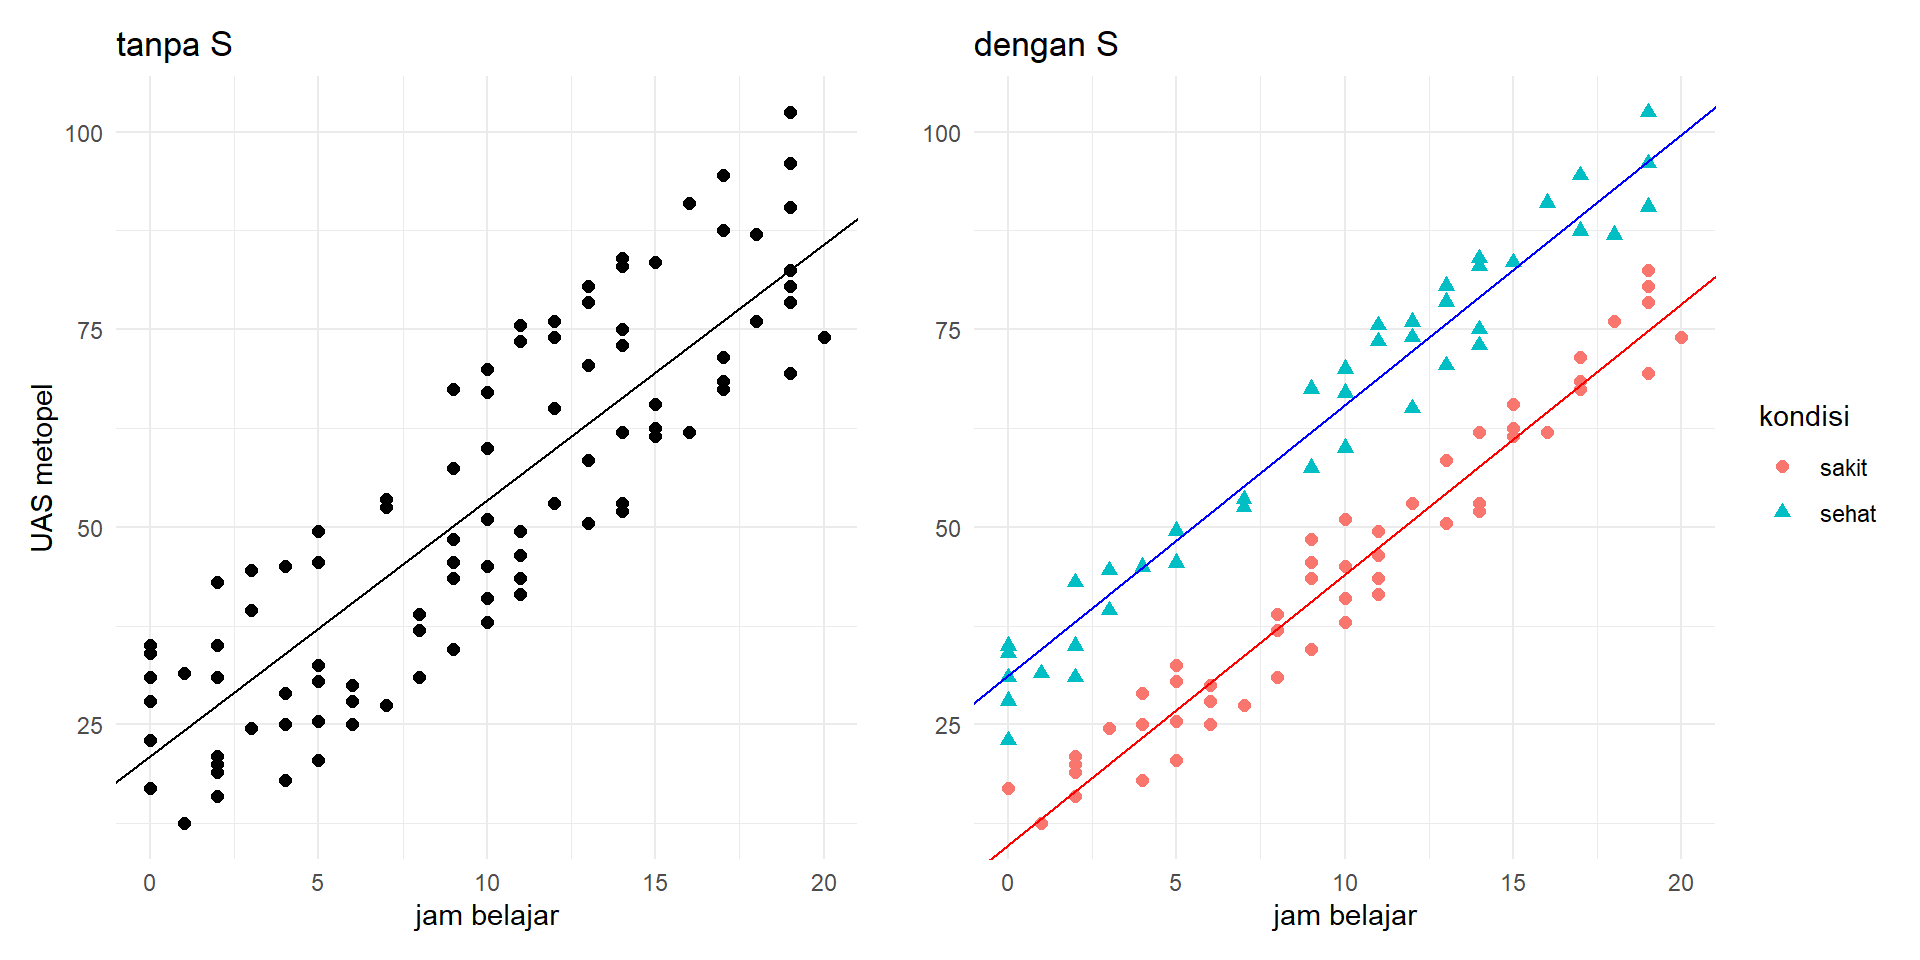 tanpa S
dengan S
UAS metopel
100
75
50
25
0 5 10 15 20
jam belajar
100
75
50
25
0 5 10 15 20
jam belajar
kondisi
sakit
sehat